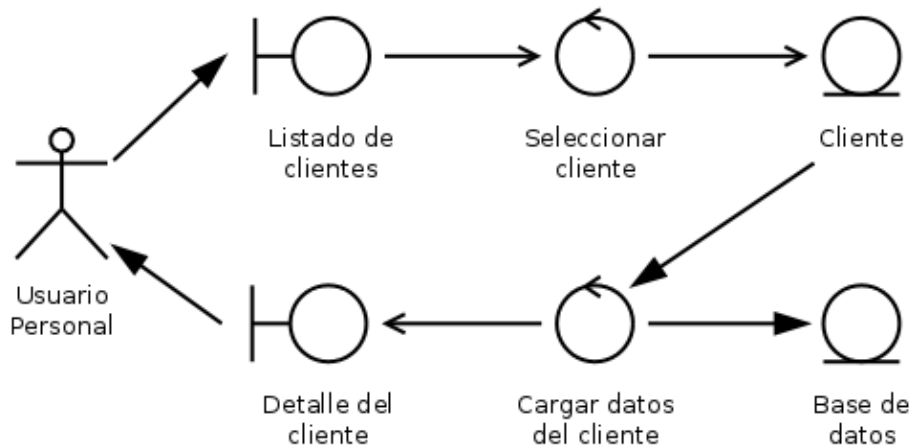 Listado de
clientes
Seleccionar
cliente
Cliente
Usuario
Personal
Detalle del
cliente
Cargar datos
del cliente
Base de
datos